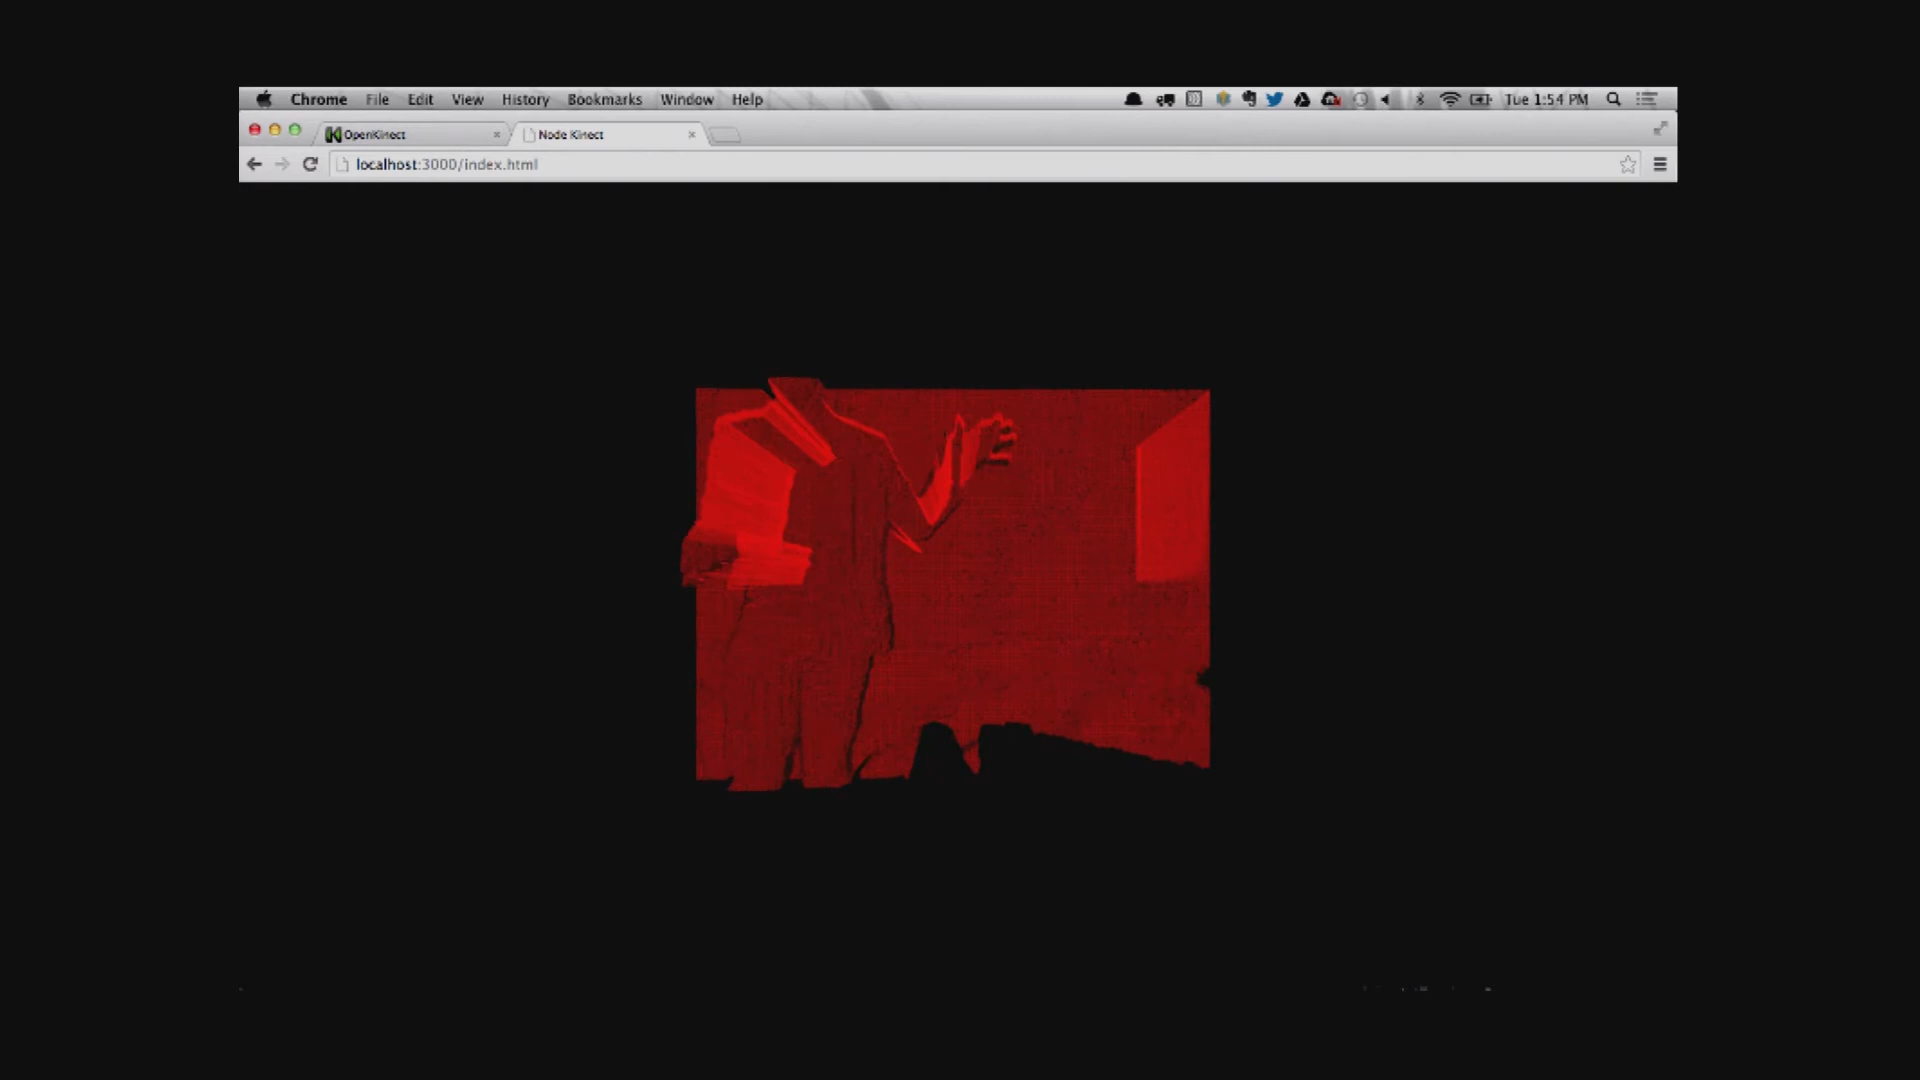 Chrome File Edit View History Bookmarks Window Help Tue 1:54 PM
OpenKinect Node Kinect
localhost:3000/index.html